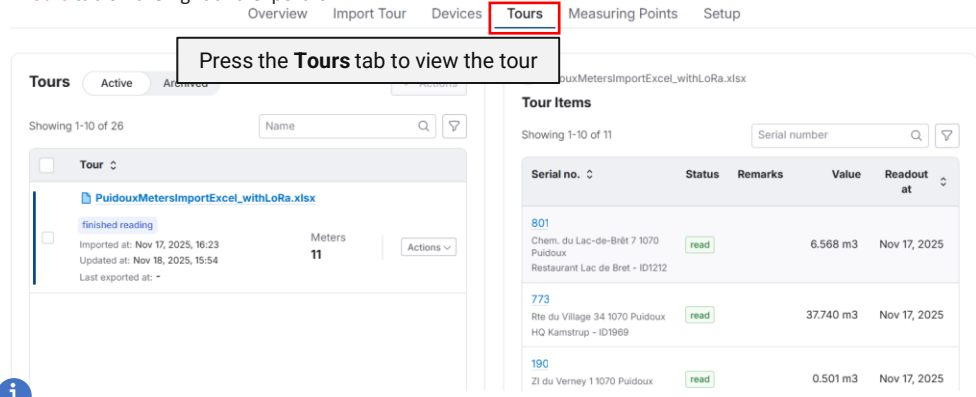 Overview Import Tour Devices Tours Measuring Points Setup
Press the Tours tab to view the tour
Tours Active Archived Actions
Showing 1-10 of 26 Name
Tour
PuidouxMetersImportExcel_withLoRa.xlsx
finished reading
Imported at: Nov 17, 2025, 16:23
Updated at: Nov 18, 2025, 15:54
Last exported at: -
Meters
11
Actions
ouxMetersImportExcel_withLoRa.xlsx
Tour Items
Showing 1-10 of 11 Serial number
Serial no. Status Remarks Value Readout at
801
Chem. du Lac-de-Brêt 7 1070
Puidoux
Restaurant Lac de Bret - ID1212
read 6.568 m3 Nov 17, 2025
773
Rte du Village 34 1070 Puidoux
HQ Kamstrup - ID1969
read 37.740 m3 Nov 17, 2025
190
ZI du Verney 1 1070 Puidoux
read 0.501 m3 Nov 17, 2025
i